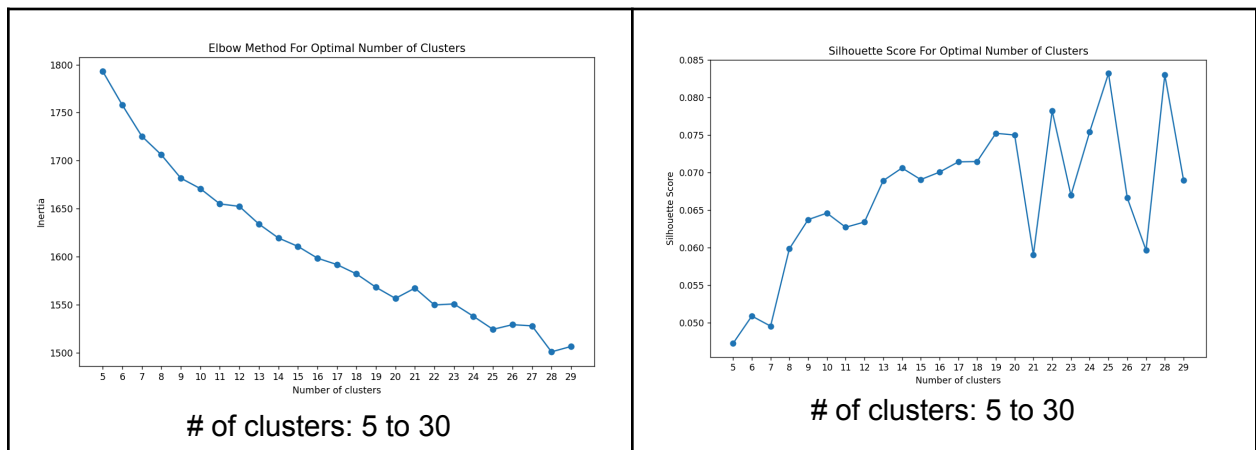 Elbow Method For Optimal Number of Clusters
1800
1750
1700
1650
1600
1550
1500
Inertia
5 6 7 8 9 10 11 12 13 14 15 16 17 18 19 20 21 22 23 24 25 26 27 28 29
Number of clusters
# of clusters: 5 to 30
Silhouette Score For Optimal Number of Clusters
0.085
0.080
0.075
0.070
0.065
0.060
0.055
0.050
Silhouette Score
5 6 7 8 9 10 11 12 13 14 15 16 17 18 19 20 21 22 23 24 25 26 27 28 29
Number of clusters
# of clusters: 5 to 30